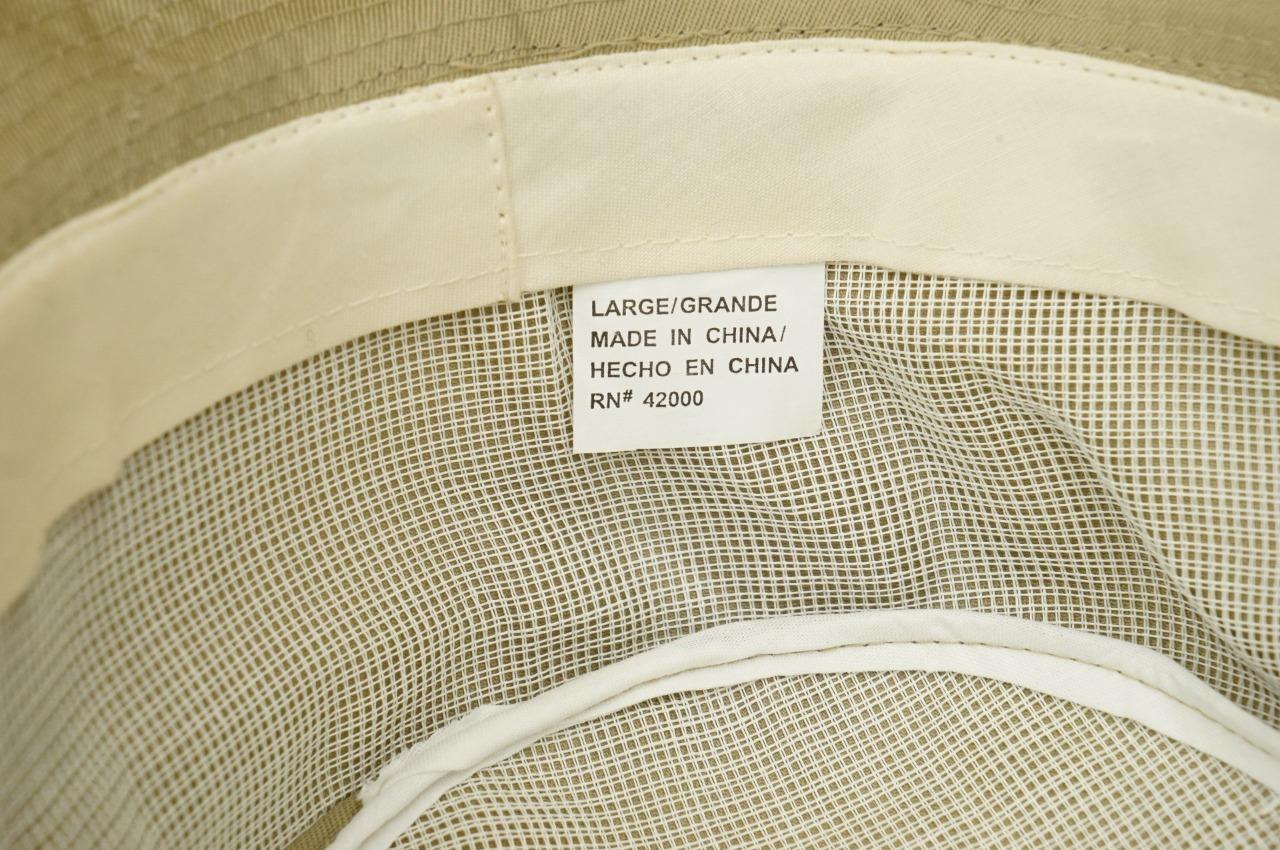 LARGE/GRANDE
MADE IN CHINA/
HECHO EN CHINA
RN# 42000